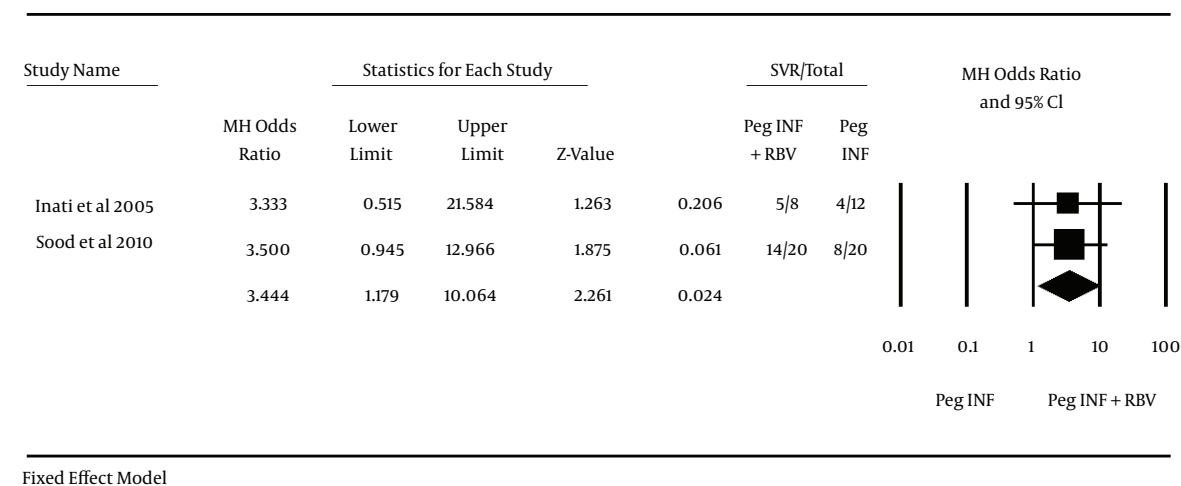 Study Name Statistics for Each Study SVR/Total MH Odds Ratio
and 95% Cl
MH Odds Lower Upper Peg INF Peg
Ratio Limit Limit Z-Value + RBV INF
Inati et al 2005 3.333 0.515 21.584 1.263 0.206 5/8 4/12
Sood et al 2010 3.500 0.945 12.966 1.875 0.061 14/20 8/20
3.444 1.179 10.064 2.261 0.024
0.01 0.1 1 10 100
Peg INF Peg INF + RBV
Fixed Effect Model